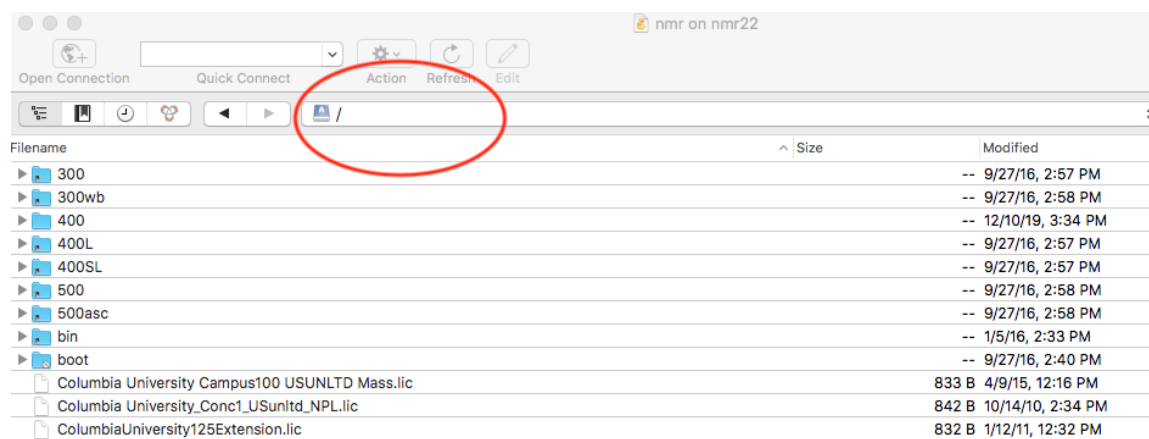 nmr on nmr22
Open Connection Quick Connect Action Refresh Edit
/
Filename Size Modified
300 -- 9/27/16, 2:57 PM
300wb -- 9/27/16, 2:58 PM
400 -- 12/10/19, 3:34 PM
400L -- 9/27/16, 2:57 PM
400SL -- 9/27/16, 2:57 PM
500 -- 9/27/16, 2:58 PM
500asc -- 9/27/16, 2:58 PM
bin -- 1/5/16, 2:33 PM
boot -- 9/27/16, 2:40 PM
Columbia University Campus100 USUNLTD Mass.lic 833 B 4/9/15, 12:16 PM
Columbia University_Conc1_USunltd_NPL.lic 842 B 10/14/10, 2:34 PM
ColumbiaUniversity125Extension.lic 832 B 1/12/11, 12:32 PM